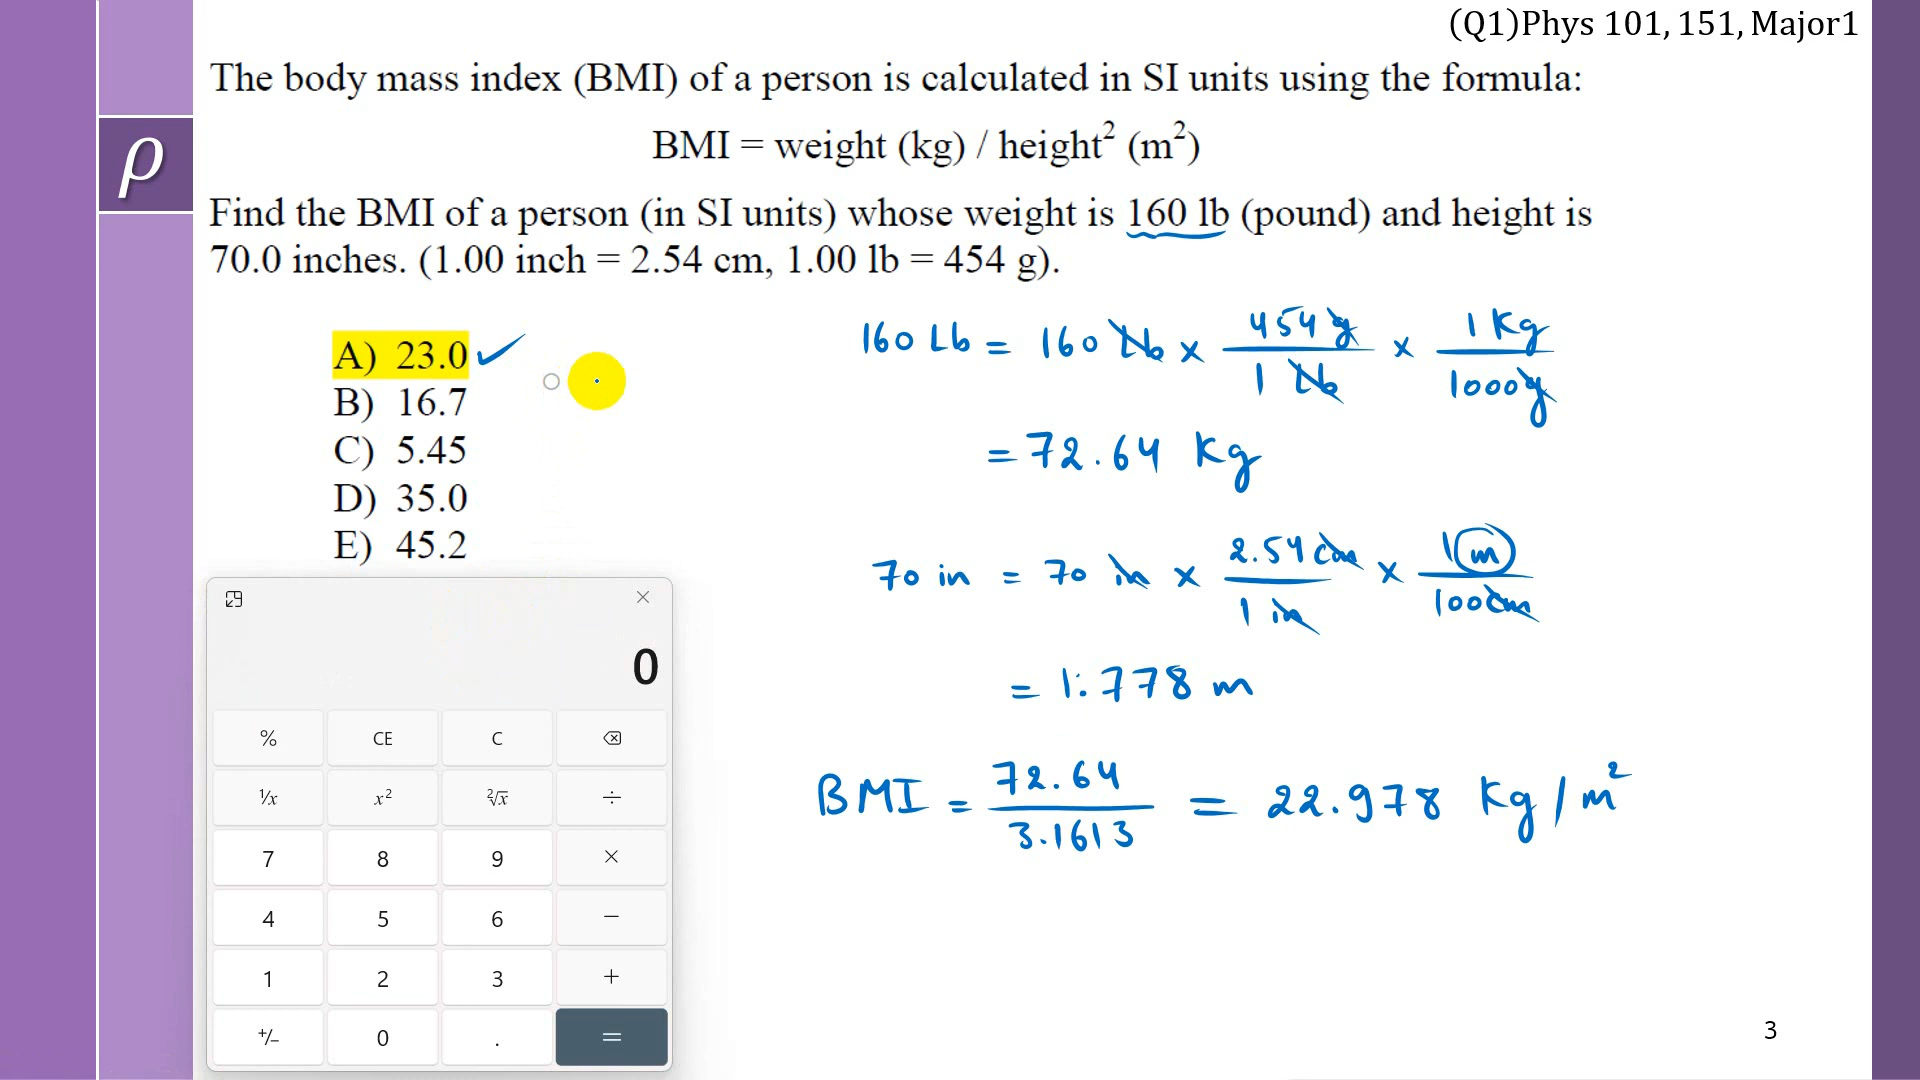 (Q1)Phys 101, 151, Major1
The body mass index (BMI) of a person is calculated in SI units using the formula:
BMI = weight (kg) / height² (m²)
ρ
Find the BMI of a person (in SI units) whose weight is 160 lb (pound) and height is
70.0 inches. (1.00 inch = 2.54 cm, 1.00 lb = 454 g).
A) 23.0 ✓
B) 16.7
C) 5.45
D) 35.0
E) 45.2
160 Lb = 160 Lb × 454 g / 1 Lb × 1 Kg / 1000 g
= 72.64 Kg
70 in = 70 in × 2.54 cm / 1 in × 1 m / 100 cm
= 1.778 m
BMI = 72.64 / 3.1613 = 22.978 Kg/m²
0
% CE C ⌫
¹/x x² ²√x ÷
7 8 9 ×
4 5 6 −
1 2 3 +
+/− 0 . =
3